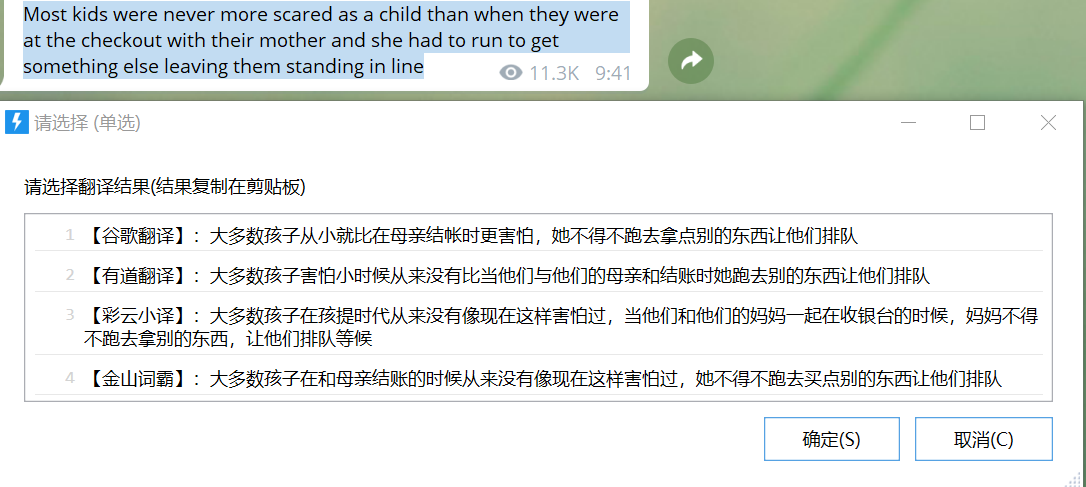 Most kids were never more scared as a child than when they were
at the checkout with their mother and she had to run to get
something else leaving them standing in line
11.3K 9:41
请选择 (单选)
请选择翻译结果(结果复制在剪贴板)
1 【谷歌翻译】：大多数孩子从小就比在母亲结帐时更害怕，她不得不跑去拿点别的东西让他们排队
2 【有道翻译】：大多数孩子害怕小时候从来没有比当他们与他们的母亲和结账时她跑去别的东西让他们排队
3 【彩云小译】：大多数孩子在孩提时代从来没有像现在这样害怕过，当他们和他们的妈妈一起在收银台的时候，妈妈不得
不跑去拿别的东西，让他们排队等候
4 【金山词霸】：大多数孩子在和母亲结账的时候从来没有像现在这样害怕过，她不得不跑去买点别的东西让他们排队
确定(S) 取消(C)